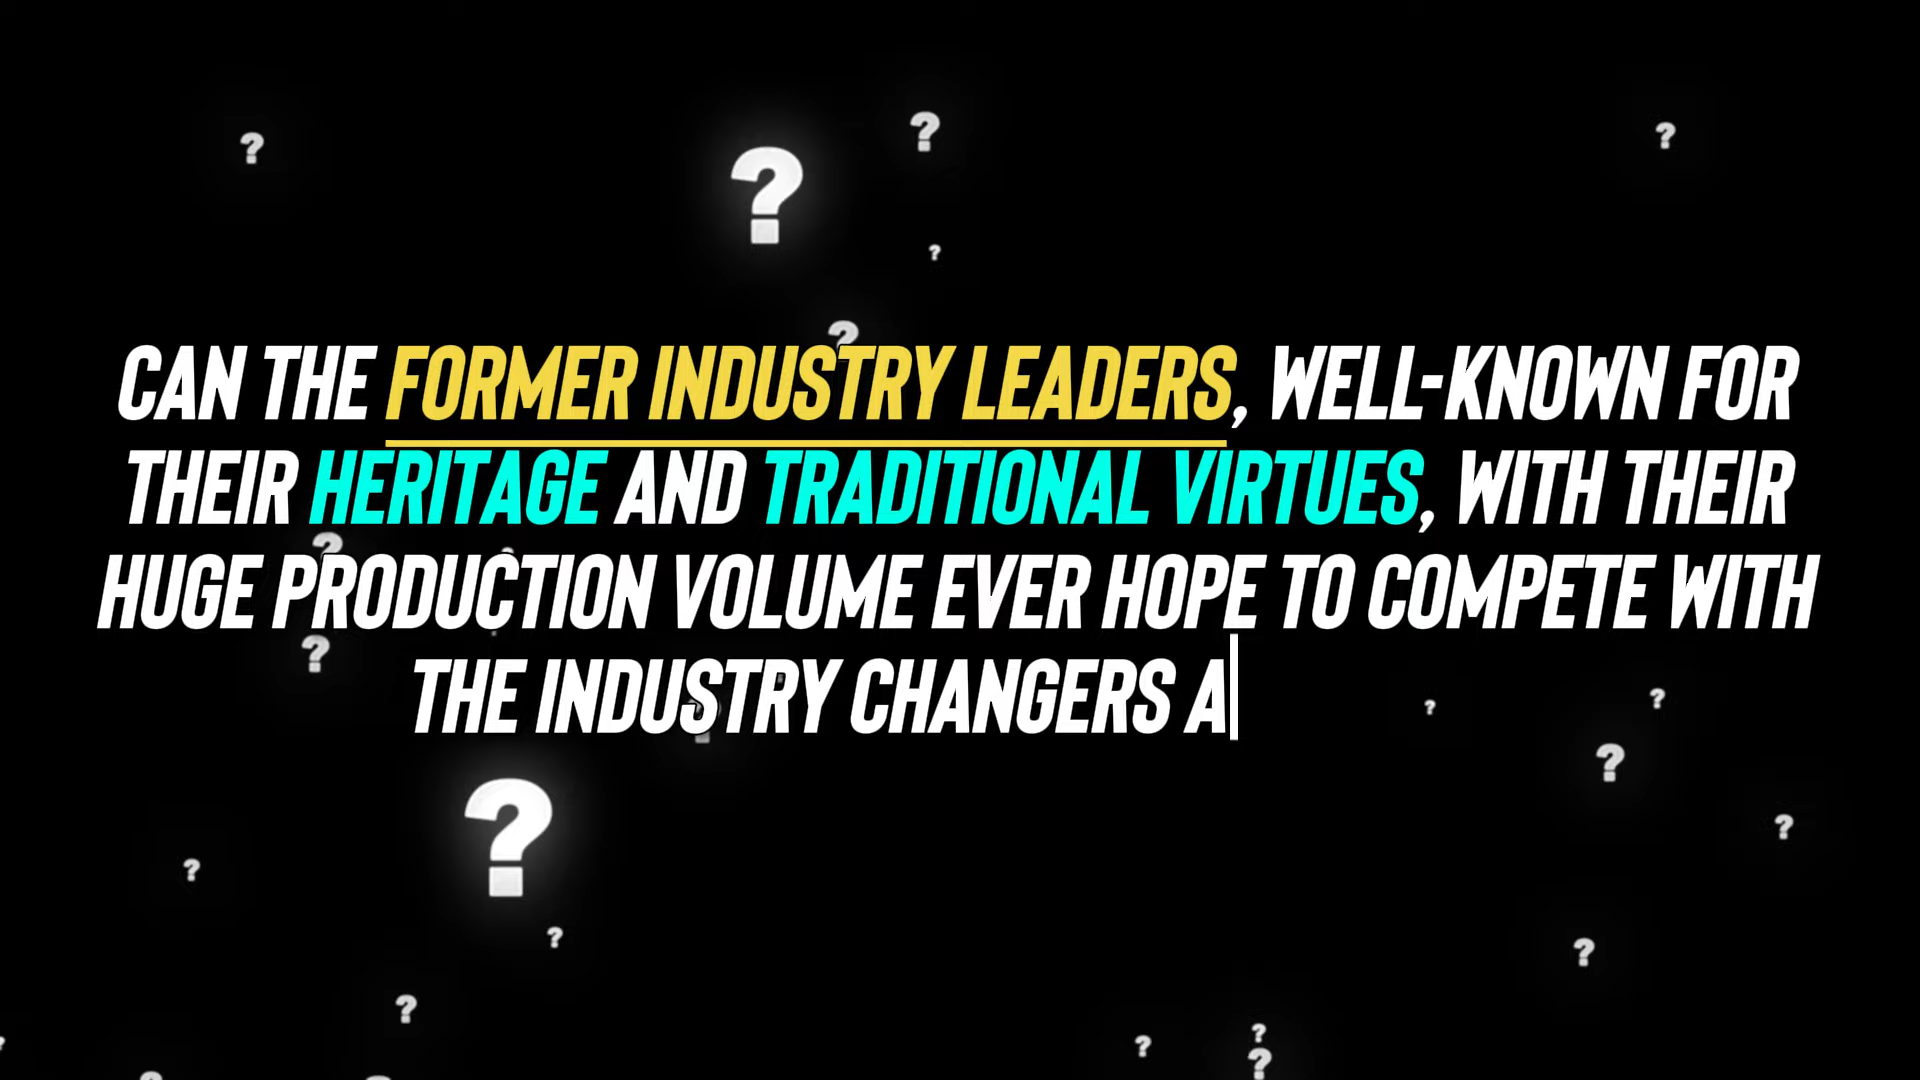 CAN THE FORMER INDUSTRY LEADERS, WELL-KNOWN FOR
THEIR HERITAGE AND TRADITIONAL VIRTUES, WITH THEIR
HUGE PRODUCTION VOLUME EVER HOPE TO COMPETE WITH
THE INDUSTRY CHANGERS A